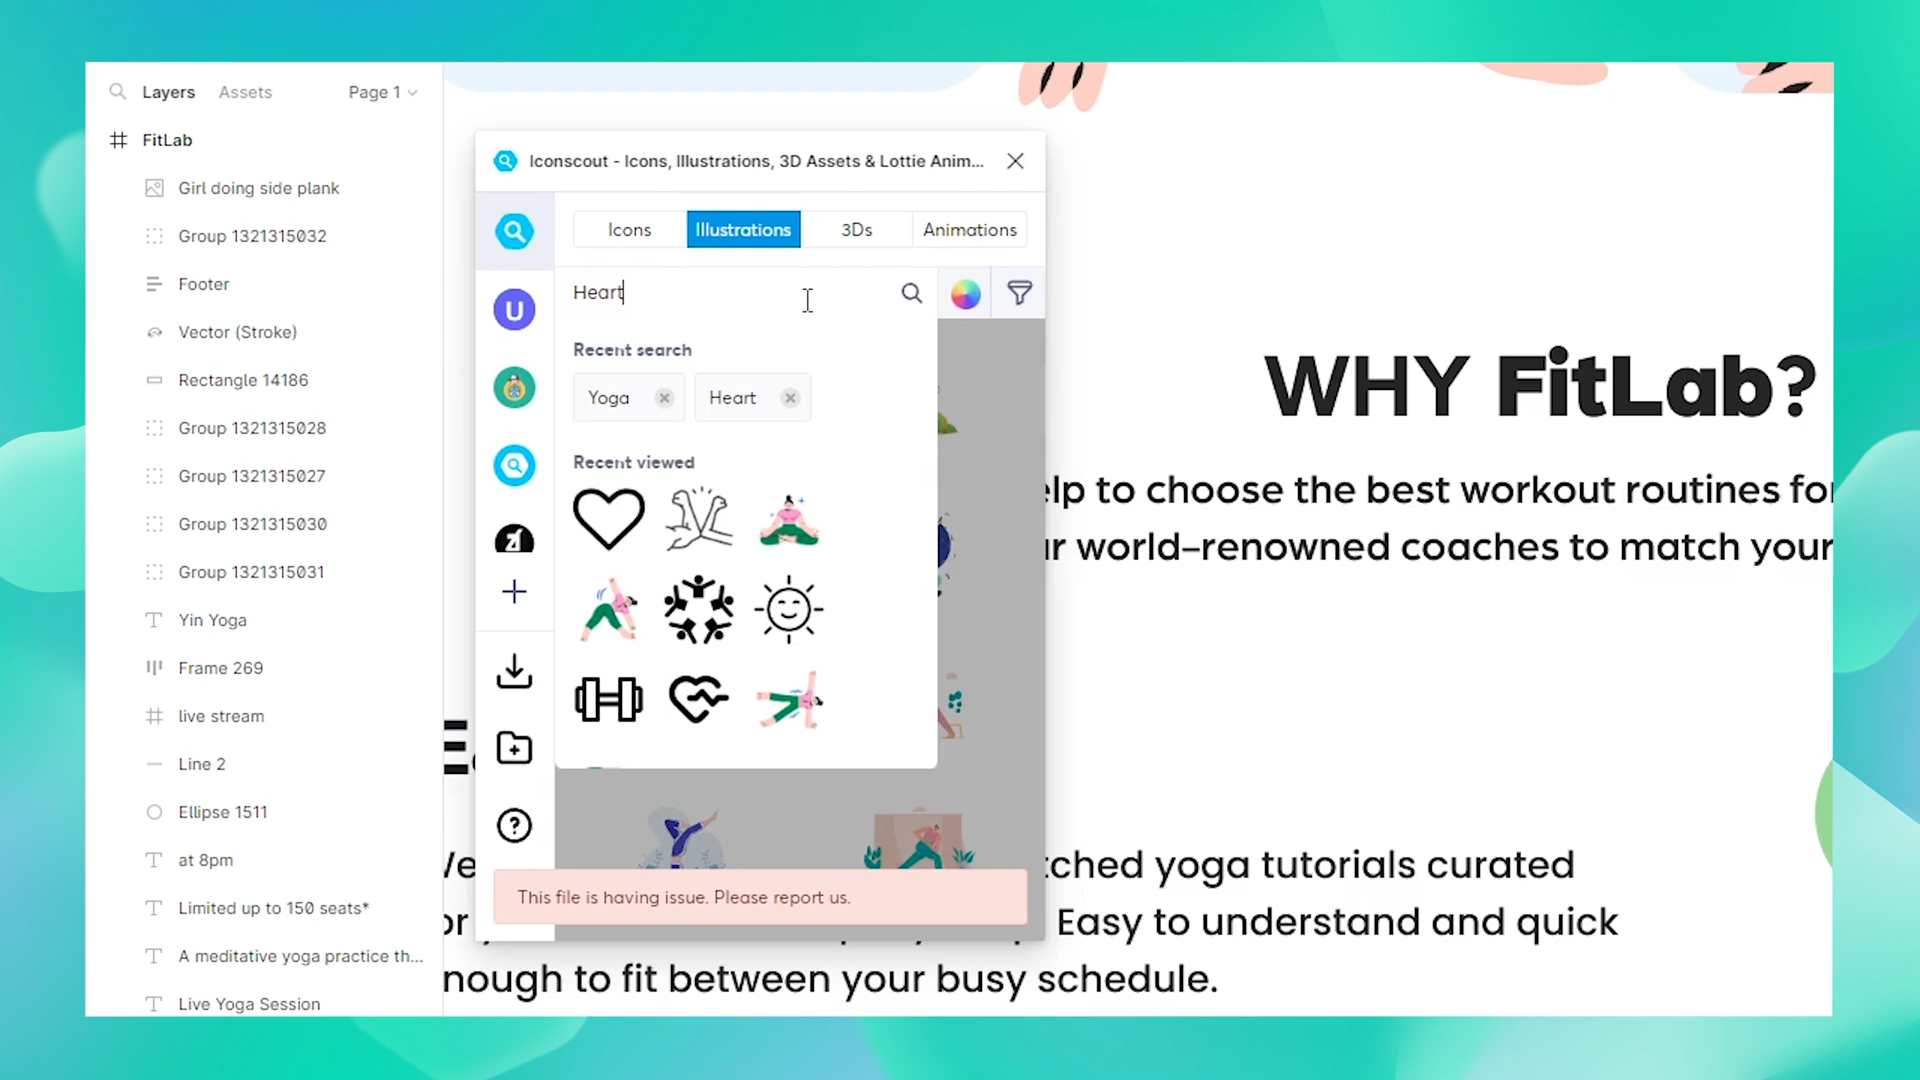 Layers
Assets
Page 1
FitLab
Girl doing side plank
Group 1321315032
Footer
Vector (Stroke)
Rectangle 14186
Group 1321315028
Group 1321315027
Group 1321315030
Group 1321315031
Yin Yoga
Frame 269
live stream
Line 2
Ellipse 1511
at 8pm
Limited up to 150 seats*
A meditative yoga practice th...
Live Yoga Session
Iconscout - Icons, Illustrations, 3D Assets & Lottie Anim...
Icons
Illustrations
3Ds
Animations
Heart
U
Recent search
Yoga
Heart
Recent viewed
This file is having issue. Please report us.
WHY FitLab?
to choose the best workout routines
world-renowned coaches to match your
yoga tutorials curated
Easy to understand and quick
to fit between your busy schedule.